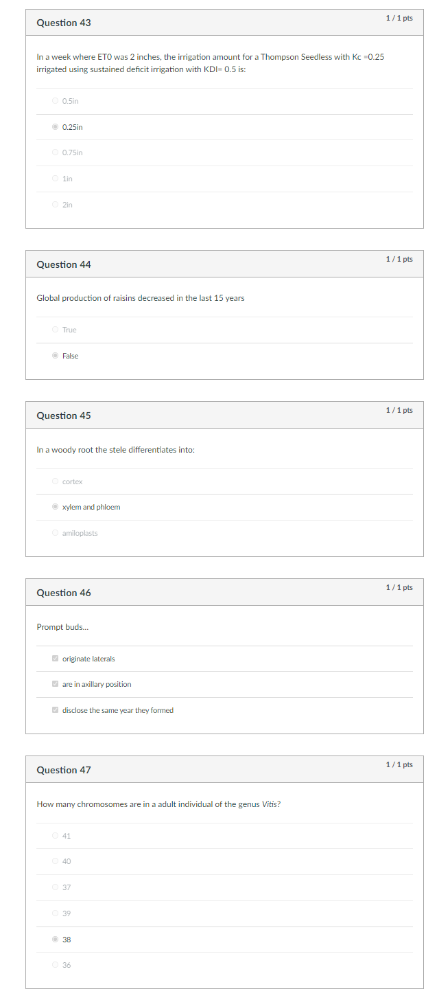 Question 43
1 / 1 pts
In a week where ET0 was 2 inches, the irrigation amount for a Thompson Seedless with Kc =0.25
irrigated using sustained deficit irrigation with KDI= 0.5 is:
0.5in
0.25in
0.75in
1in
2in
Question 44
1 / 1 pts
Global production of raisins decreased in the last 15 years
True
False
Question 45
1 / 1 pts
In a woody root the stele differentiates into:
cortex
xylem and phloem
amiloplasts
Question 46
1 / 1 pts
Prompt buds...
originate laterals
are in axillary position
disclose the same year they formed
Question 47
1 / 1 pts
How many chromosomes are in a adult individual of the genus Vitis?
41
40
37
39
38
36